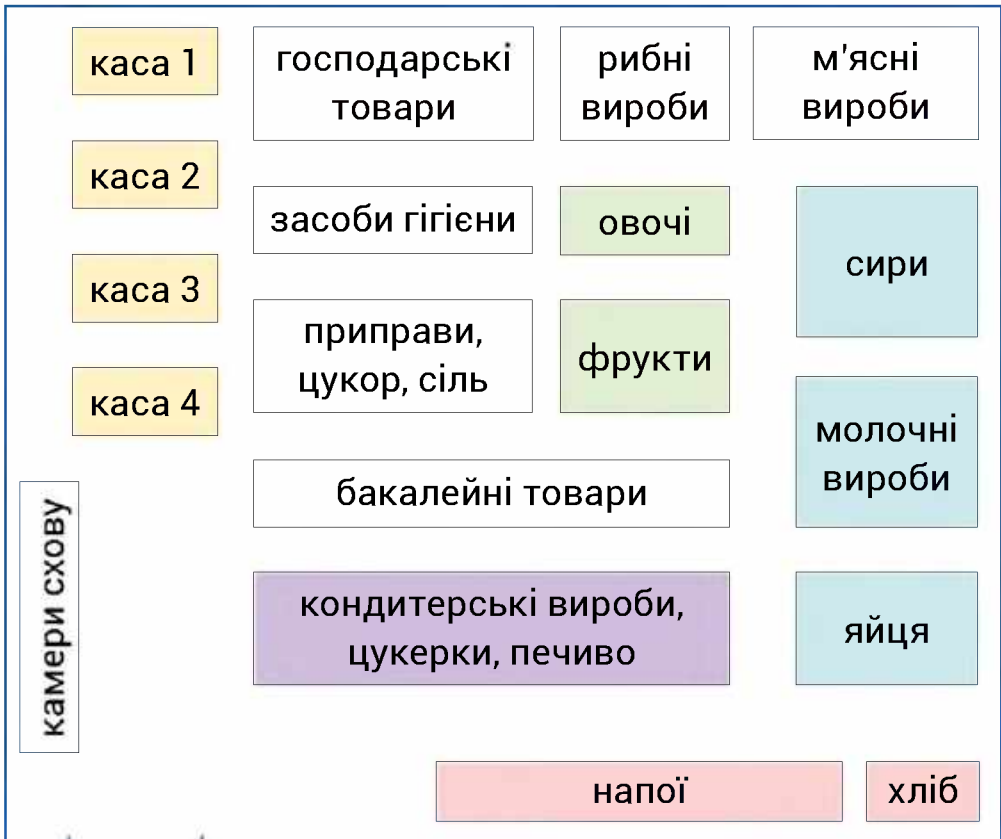 каса 1
господарські
товари
рибні
вироби
м'ясні
вироби
каса 2
засоби гігієни
овочі
сири
каса 3
приправи,
цукор, сіль
фрукти
каса 4
молочні
вироби
бакалейні товари
камери схову
кондитерські вироби,
цукерки, печиво
яйця
напої
хліб